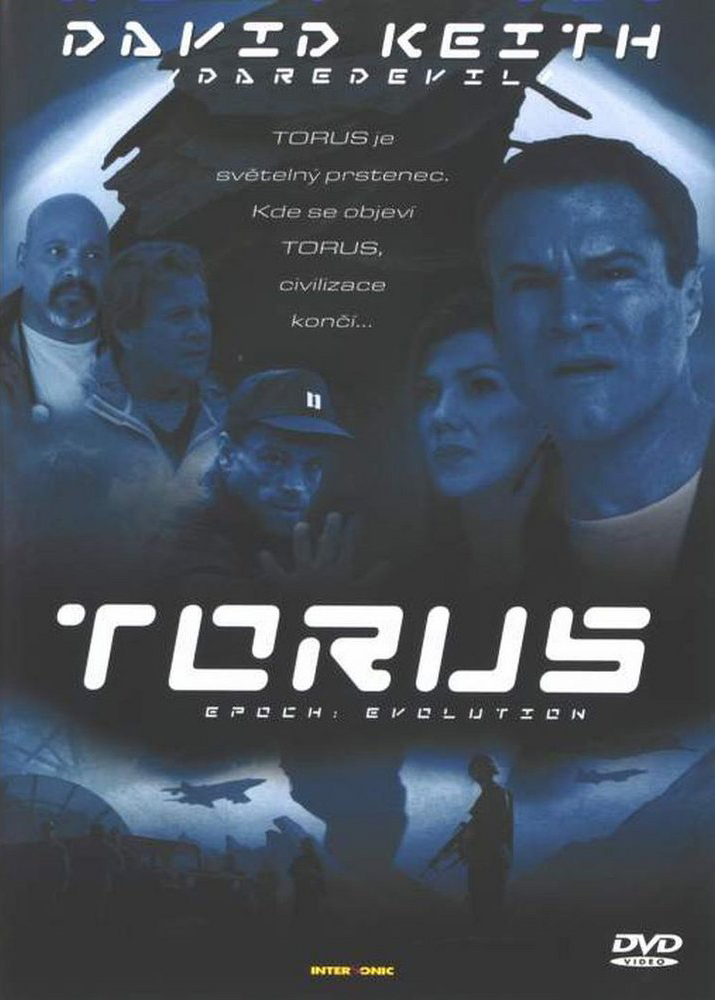 DAVID KEITH
/DAREDEVIL/
TORUS je
světelný prstenec.
Kde se objeví
TORUS,
civilizace
končí...
TORUS
EPOCH: EVOLUTION
INTERSONIC
DVD
VIDEO